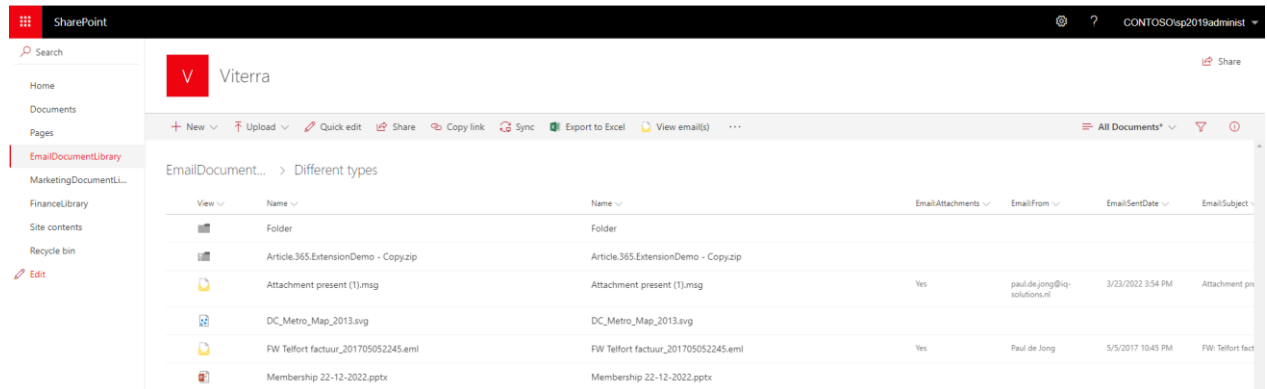 SharePoint ? CONTOSO\sp2019administ
Search
Share
V Viterra
Home
Documents
New Upload Quick edit Share Copy link Sync Export to Excel View email(s) ··· All Documents*
Pages
EmailDocumentLibrary
EmailDocument... > Different types
MarketingDocumentLi...
FinanceLibrary
View Name Name Email:Attachments Email:From Email:SentDate Email:Subject
Site contents
Folder Folder
Recycle bin
Article.365.ExtensionDemo - Copy.zip Article.365.ExtensionDemo - Copy.zip
Edit
Attachment present (1).msg Attachment present (1).msg Yes paul.de.jong@iq-
solutions.nl 3/23/2022 3:54 PM Attachment pre
DC_Metro_Map_2013.svg DC_Metro_Map_2013.svg
FW Telfort factuur_201705052245.eml FW Telfort factuur_201705052245.eml Yes Paul de Jong 5/5/2017 10:45 PM FW: Telfort fact
Membership 22-12-2022.pptx Membership 22-12-2022.pptx